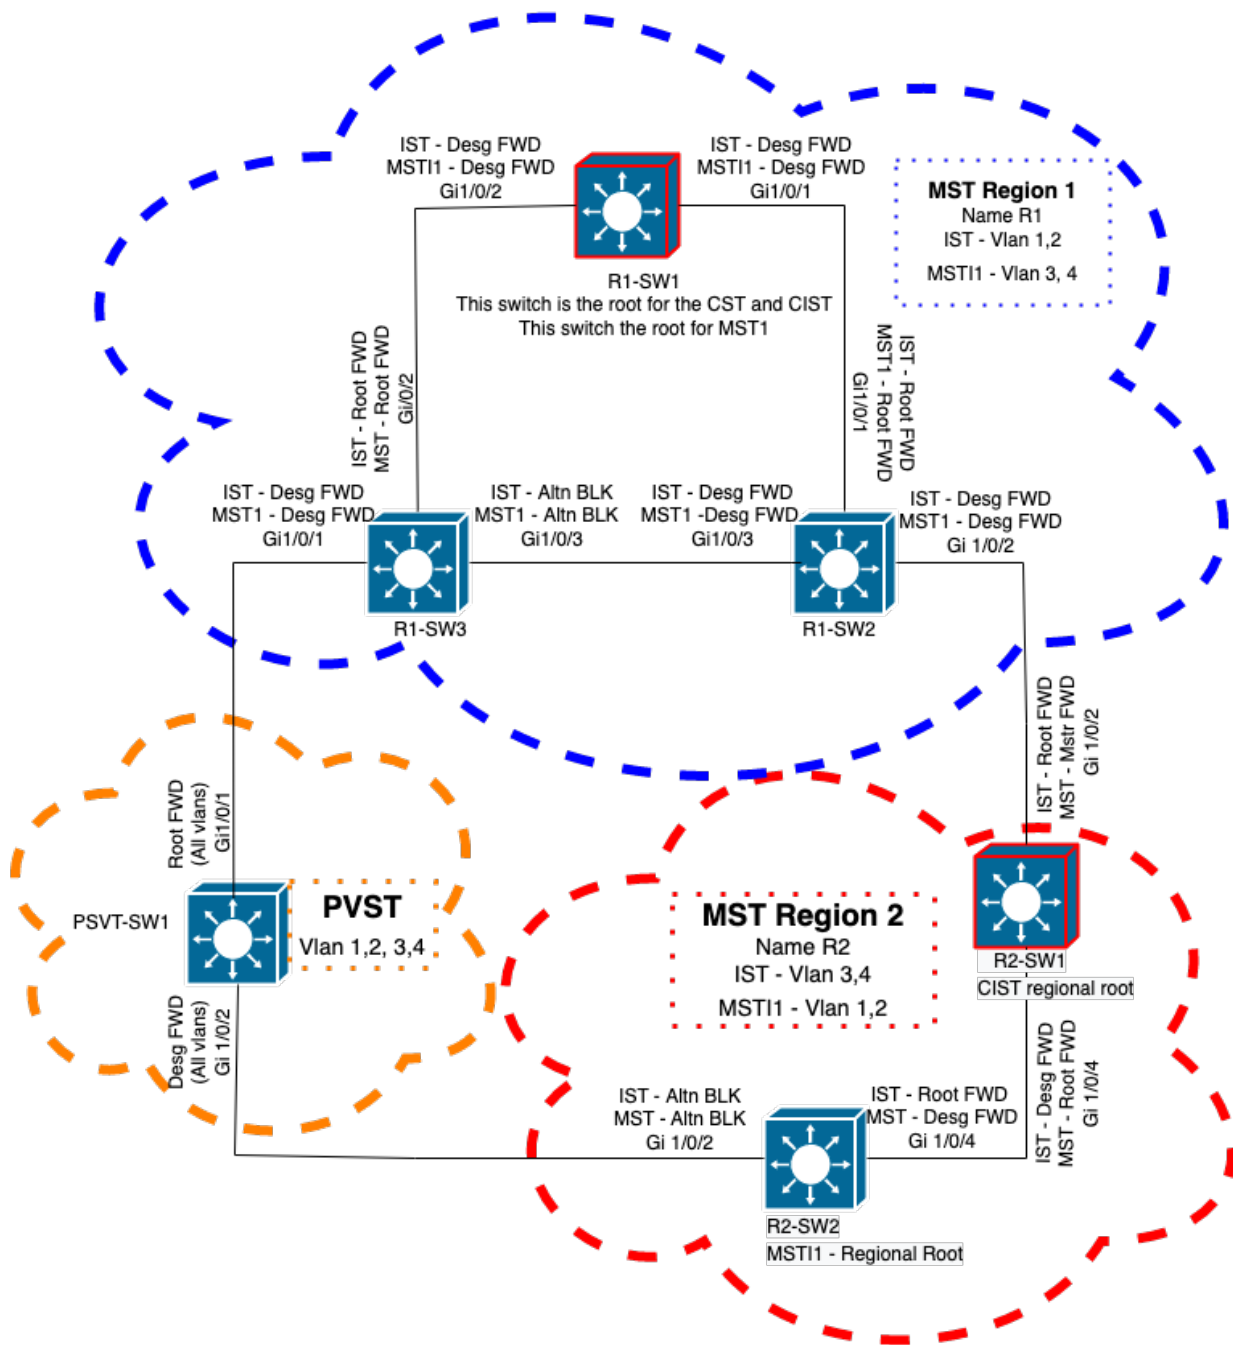 IST - Desg FWD
MSTI1 - Desg FWD
Gi1/0/2
IST - Desg FWD
MSTI1 - Desg FWD
Gi1/0/1
MST Region 1
Name R1
IST - Vlan 1,2
MSTI1 - Vlan 3, 4
R1-SW1
This switch is the root for the CST and CIST
This switch the root for MST1
IST - Root FWD
MST - Root FWD
Gi/0/2
IST - Root FWD
MST1 - Root FWD
Gi1/0/1
IST - Desg FWD
MST1 - Desg FWD
Gi1/0/1
IST - Altn BLK
MST1 - Altn BLK
Gi1/0/3
IST - Desg FWD
MST1 -Desg FWD
Gi1/0/3
IST - Desg FWD
MST1 - Desg FWD
Gi 1/0/2
R1-SW3
R1-SW2
IST - Root FWD
MST - Mstr FWD
Gi 1/0/2
Root FWD
(All vlans)
Gi1/0/1
PSVT-SW1
PVST
Vlan 1,2, 3,4
MST Region 2
Name R2
IST - Vlan 3,4
MSTI1 - Vlan 1,2
R2-SW1
CIST regional root
Desg FWD
(All vlans)
Gi 1/0/2
IST - Desg FWD
MST - Root FWD
Gi 1/0/4
IST - Altn BLK
MST - Altn BLK
Gi 1/0/2
IST - Root FWD
MST - Desg FWD
Gi 1/0/4
R2-SW2
MSTI1 - Regional Root